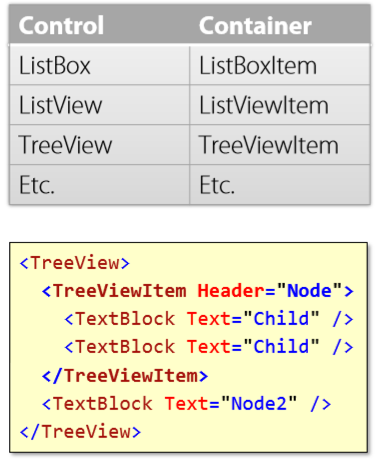 Control Container
ListBox ListBoxItem
ListView ListViewItem
TreeView TreeViewItem
Etc. Etc.
<TreeView>
  <TreeViewItem Header="Node">
    <TextBlock Text="Child" />
    <TextBlock Text="Child" />
  </TreeViewItem>
  <TextBlock Text="Node2" />
</TreeView>